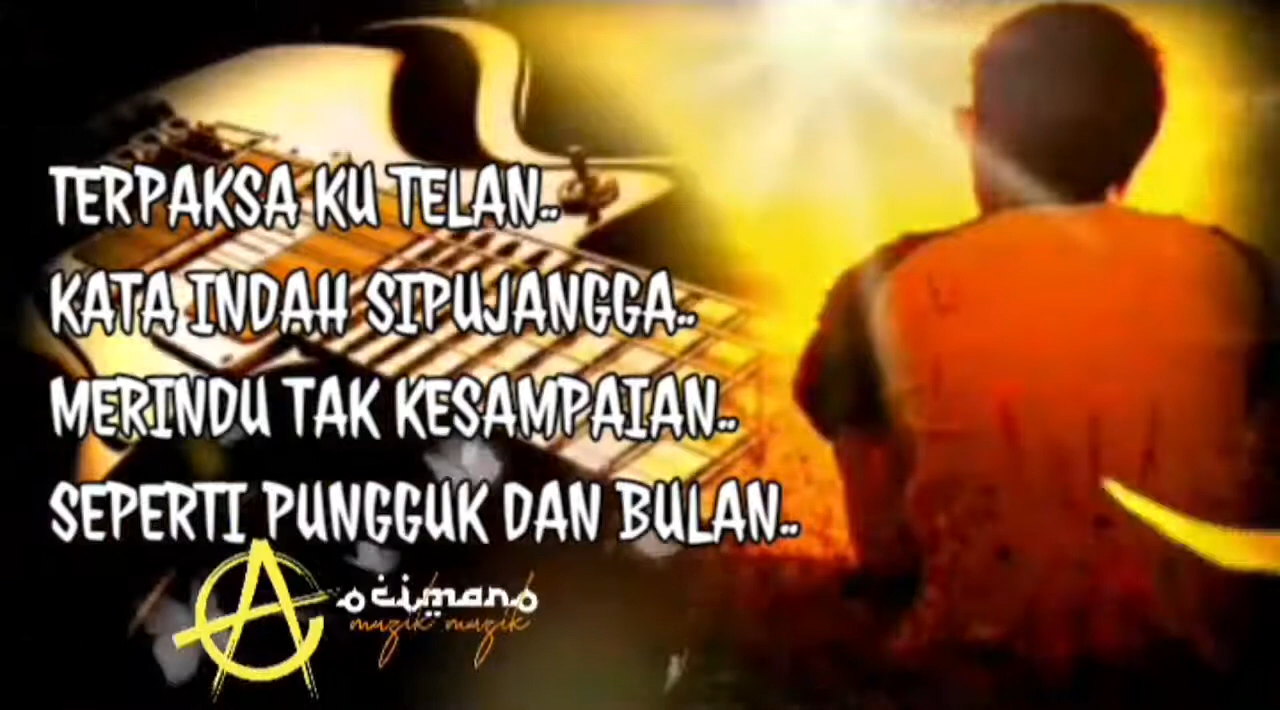 TERPAKSA KU TELAN..
KATA INDAH SIPUJANGGA..
MERINDU TAK KESAMPAIAN..
SEPERTI PUNGGUK DAN BULAN..
ocimano
muzik muzik